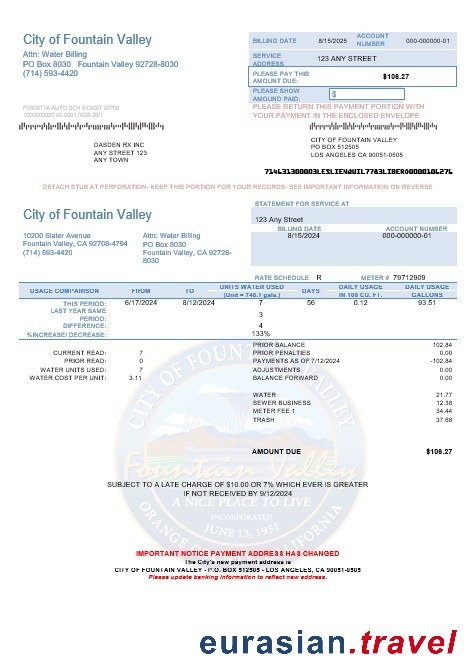 City of Fountain Valley
Attn: Water Billing
PO Box 8030 Fountain Valley 92728-8030
(714) 593-4420
BILLING DATE 8/15/2024 ACCOUNT NUMBER 000-000000-01
SERVICE ADDRESS 123 ANY STREET
PLEASE PAY THIS AMOUNT DUE: $106.27
PLEASE SHOW AMOUNT PAID: $
PLEASE RETURN THIS PAYMENT PORTION WITH
YOUR PAYMENT IN THE ENCLOSED ENVELOPE
DASDEN RX INC
ANY STREET 123
ANY TOWN
CITY OF FOUNTAIN VALLEY
PO BOX 512505
LOS ANGELES CA 90051-0505
DETACH STUB AT PERFORATION- KEEP THIS PORTION FOR YOUR RECORDS- SEE IMPORTANT INFORMATION ON REVERSE
City of Fountain Valley
10200 Slater Avenue
Fountain Valley, CA 92708-4794
(714) 593-4420
Attn: Water Billing
PO Box 8030
Fountain Valley, CA 92728-
8030
STATEMENT FOR SERVICE AT
123 Any Street
BILLING DATE ACCOUNT NUMBER
8/15/2024 000-000000-01
RATE SCHEDULE R METER # 79712909
USAGE COMPARISON FROM TO UNITS WATER USED (Unit = 748.1 gals.) DAYS DAILY USAGE IN 100 CU. FT. DAILY USAGE GALLONS
THIS PERIOD: 6/17/2024 8/12/2024 7 56 0.12 93.51
LAST YEAR SAME PERIOD: 3
DIFFERENCE: 4
%INCREASE/ DECREASE: 133%
CURRENT READ: 7
PRIOR READ: 0
WATER UNITS USED: 7
WATER COST PER UNIT: 3.11
PRIOR BALANCE 102.84
PRIOR PENALTIES 0.00
PAYMENTS AS OF 7/12/2024 -102.84
ADJUSTMENTS 0.00
BALANCE FORWARD 0.00
WATER 21.77
SEWER BUSINESS 12.38
METER FEE 1 34.44
TRASH 37.68
AMOUNT DUE $106.27
CITY OF FOUNTAIN VALLEY
Fountain Valley
A NICE PLACE TO LIVE
INCORPORATED
JUNE 13, 1957
ORANGE COUNTY CALIFORNIA
SUBJECT TO A LATE CHARGE OF $10.00 OR 7% WHICH EVER IS GREATER
IF NOT RECEIVED BY 9/12/2024
IMPORTANT NOTICE PAYMENT ADDRESS HAS CHANGED
The City's new payment address is
CITY OF FOUNTAIN VALLEY - P.O. BOX 512505 - LOS ANGELES, CA 90051-0505
Please update banking information to reflect new address.
eurasian.travel